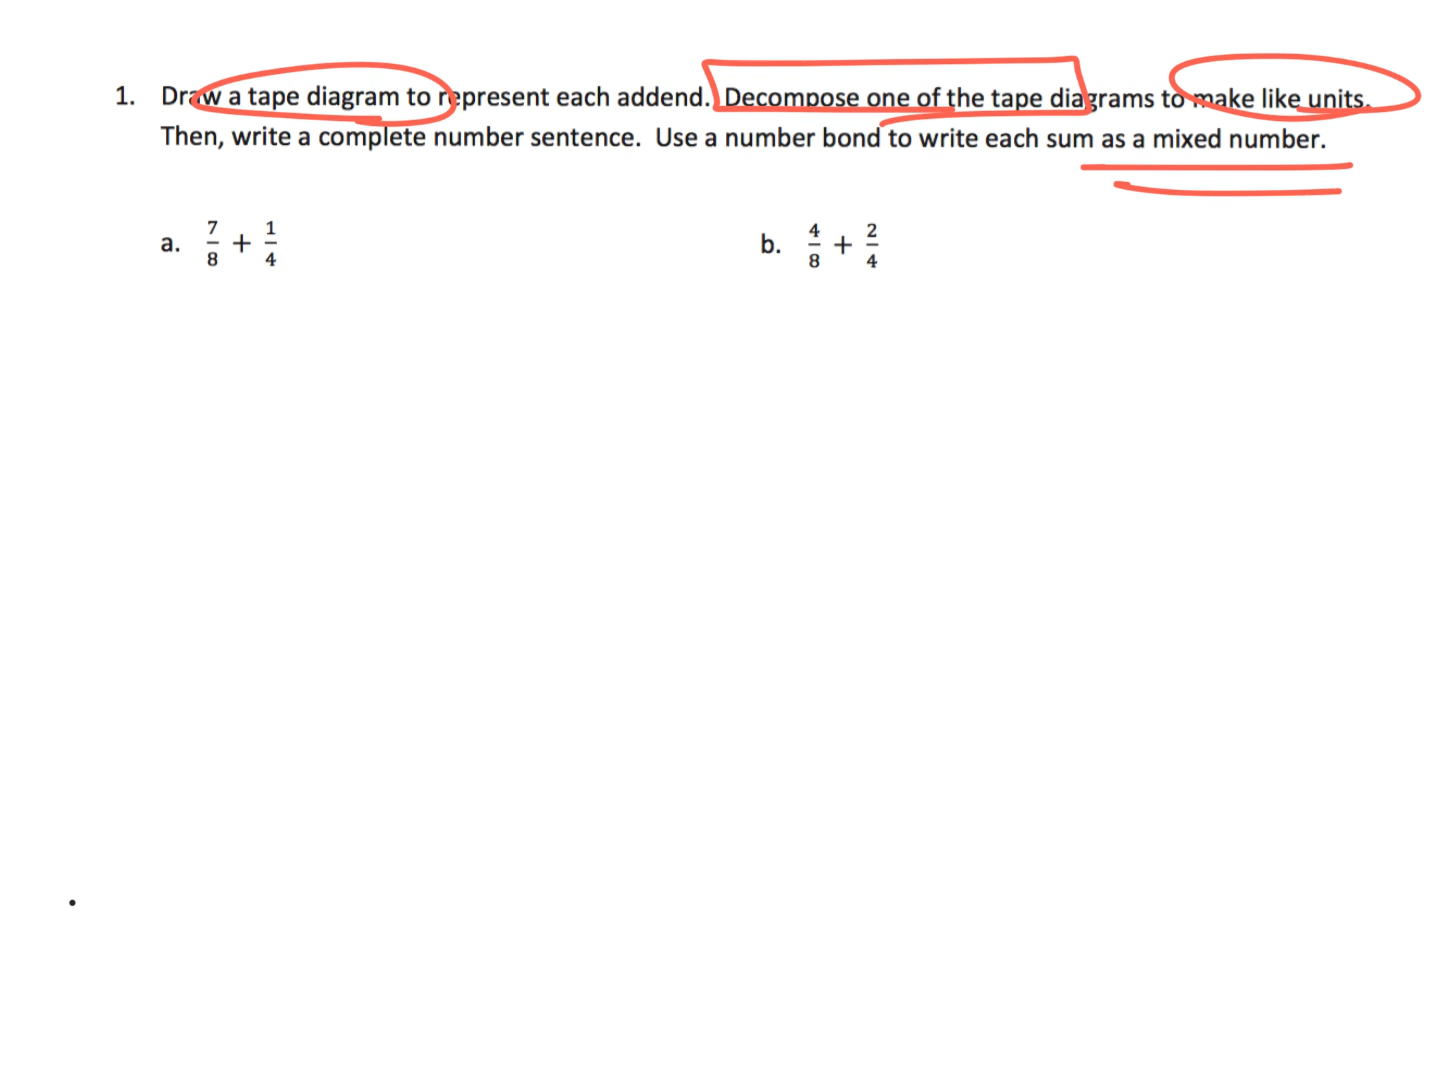 1. Draw a tape diagram to represent each addend. Decompose one of the tape diagrams to make like units.
Then, write a complete number sentence. Use a number bond to write each sum as a mixed number.
a. 7/8 + 1/4
b. 4/8 + 2/4